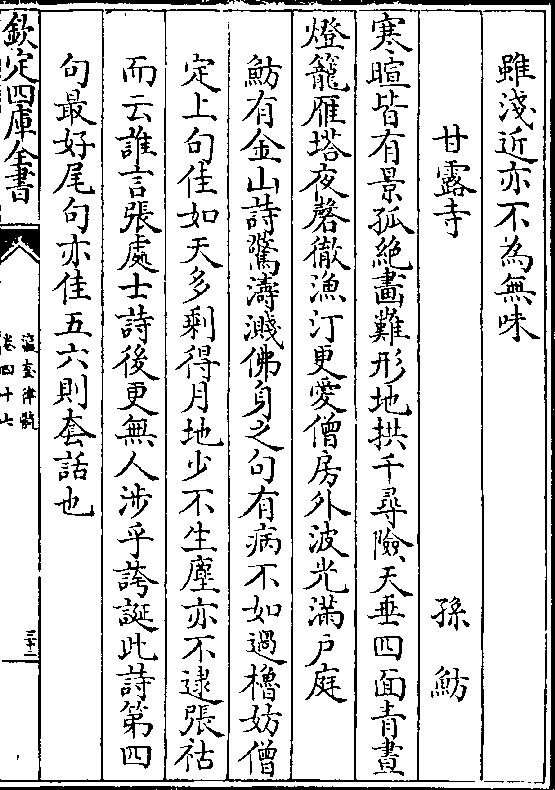 雖淺近亦不為無味
甘露寺　孫魴
寒暄皆有景孤絶畫難形地拱千尋險天垂四面青晝
燈籠雁塔夜磬徹漁汀更愛僧房外波光滿戸庭
魴有金山詩驚濤濺佛身之句有病不如過櫓妨僧
定上句佳如天多剩得月地少不生塵亦不逮張祜
而云誰言張處士詩後更無人涉乎誇誕此詩第四
句最好尾句亦佳五六則套話也
欽定四庫全書
瀛奎律髓
卷四十七
三十二